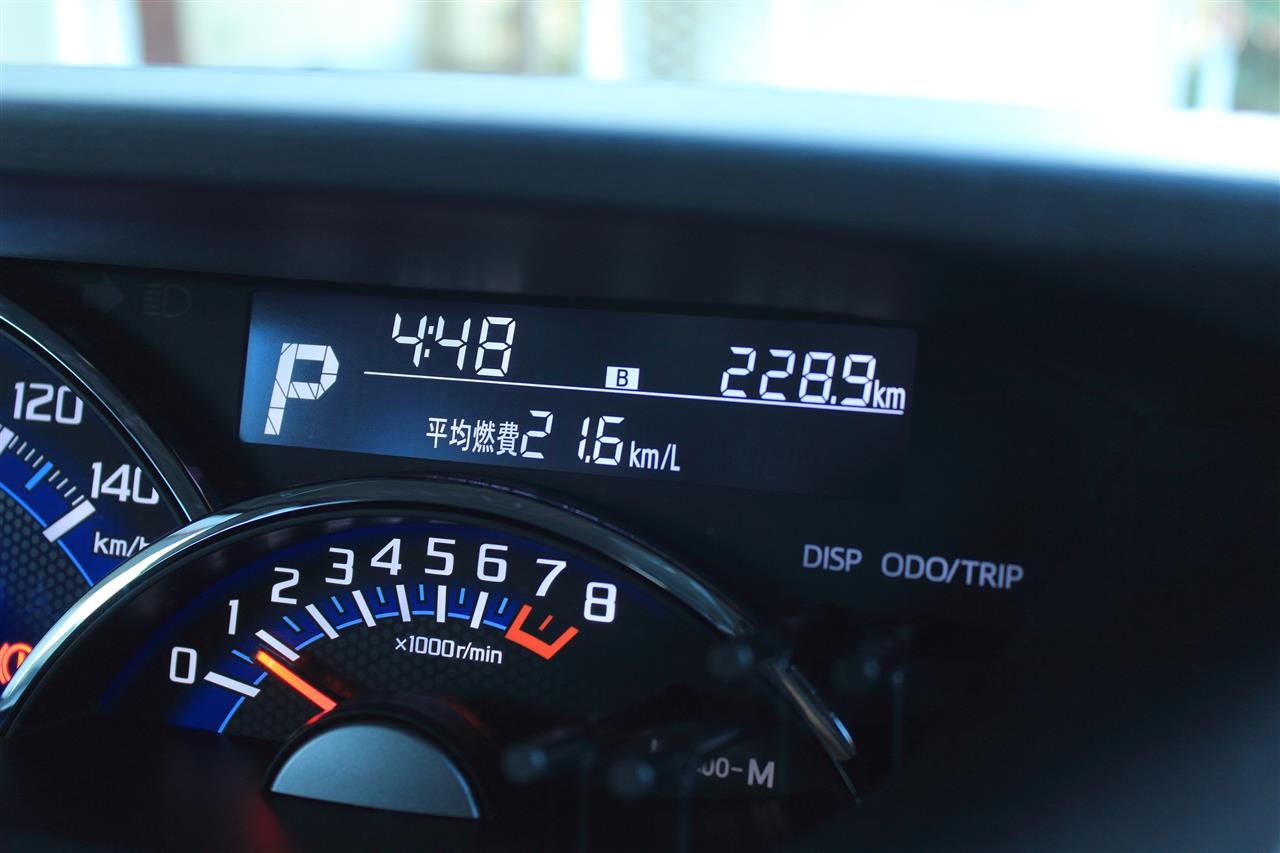 P
4:48
B
228.9km
平均燃費21.6km/L
120
140
km/h
DISP ODO/TRIP
0 1 2 3 4 5 6 7 8
×1000r/min
-M